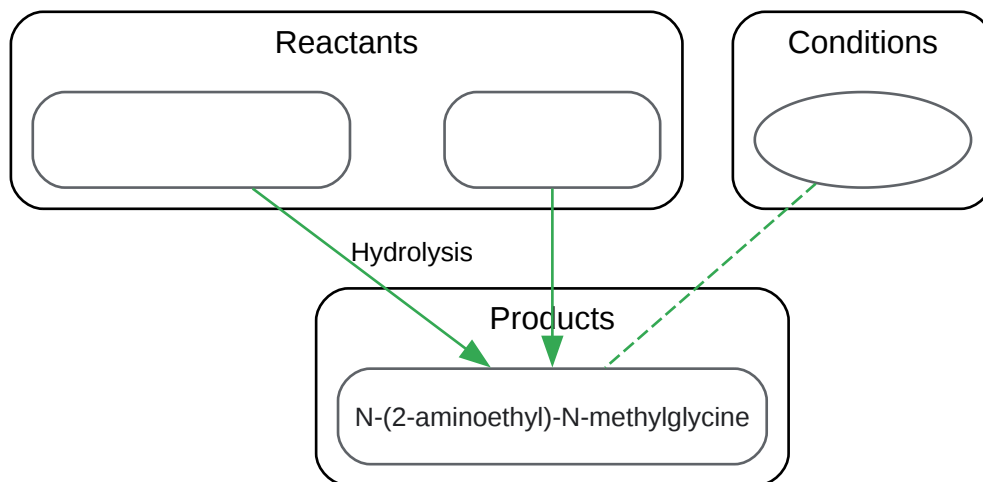 Reactants
Conditions
Hydrolysis
Products
N-(2-aminoethyl)-N-methylglycine